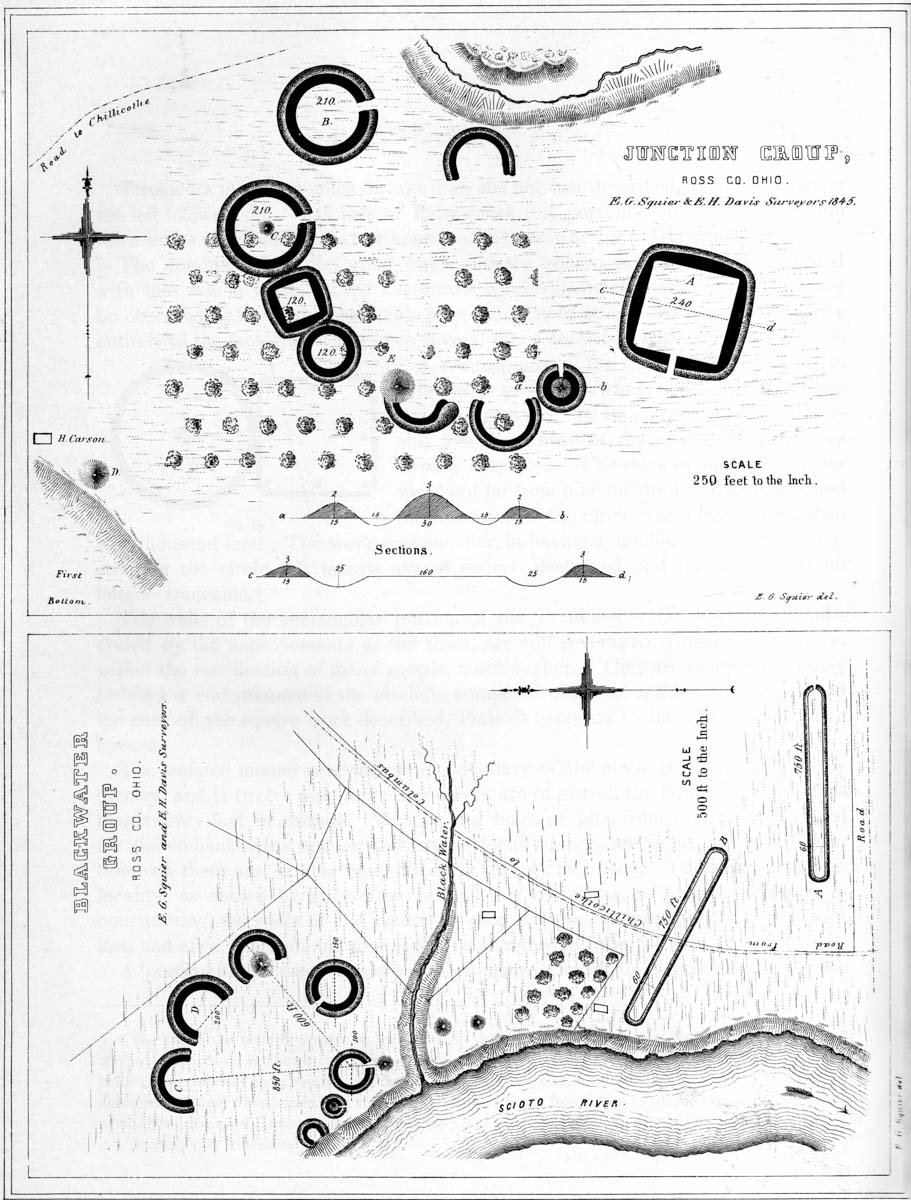 Road to Chillicothe
210.
B.
JUNCTION GROUP,
ROSS CO. OHIO.
E.G. Squier & E.H. Davis Surveyors 1845.
210.
C.
A
240
c
d
120.
120.
E
a
b
H. Carson.
D.
SCALE
250 feet to the Inch.
2
5
2
a
15
15
50
15
15
b
Sections.
3
3
c
15
25
160
25
15
d
First
Bottom.
E. G Squier del.
BLACKWATER
GROUP.
ROSS CO. OHIO.
E. G. Squier and E. H. Davis Surveyors.
SCALE
500 ft to the Inch.
Columbus
to
Chillicothe
From
Road
Road
Black Water
750 ft
60
A
B
750 ft
60
150
D
200
600 ft
100
C
850 ft.
SCIOTO RIVER.
E. G. Squier del